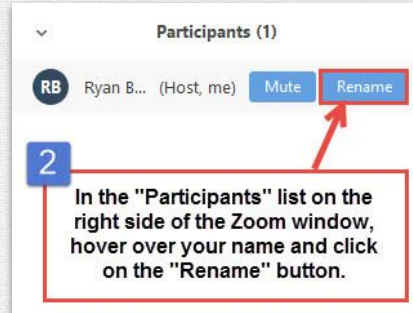 Participants (1)
RB Ryan B... (Host, me) Mute Rename
2
In the "Participants" list on the
right side of the Zoom window,
hover over your name and click
on the "Rename" button.